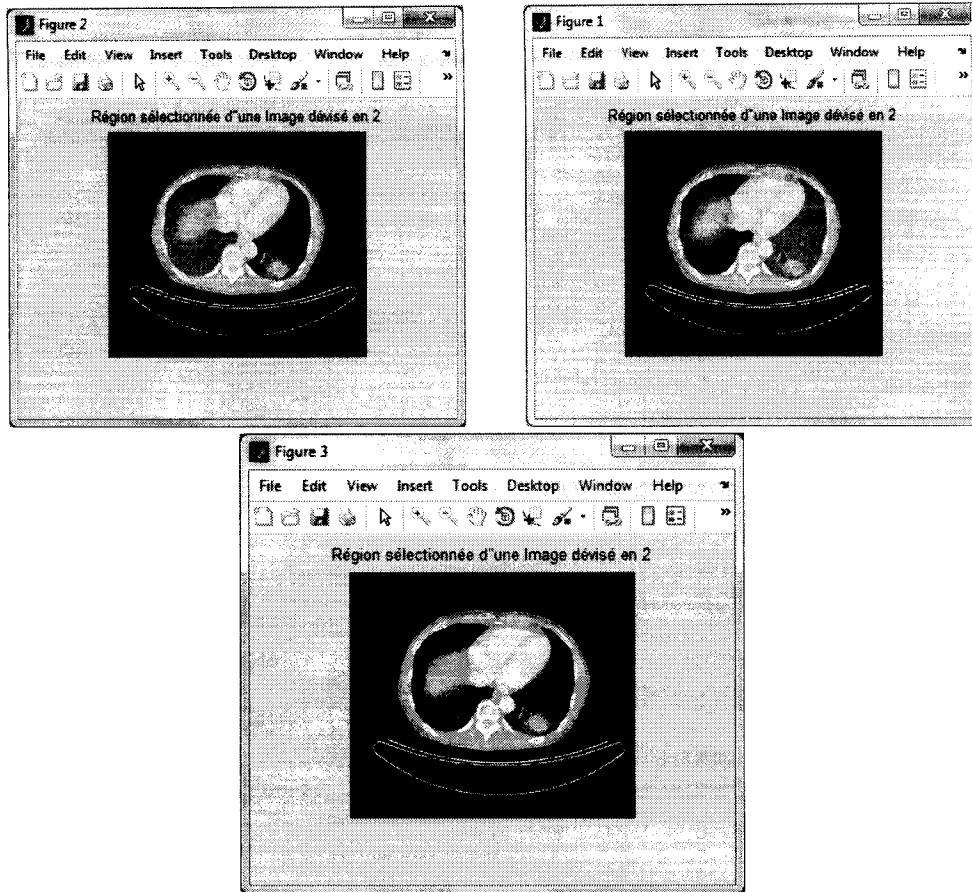 Figure 2
File Edit View Insert Tools Desktop Window Help
Région sélectionnée d"une Image dévisé en 2
Figure 1
File Edit View Insert Tools Desktop Window Help
Région sélectionnée d"une Image dévisé en 2
Figure 3
File Edit View Insert Tools Desktop Window Help
Région sélectionnée d"une Image dévisé en 2